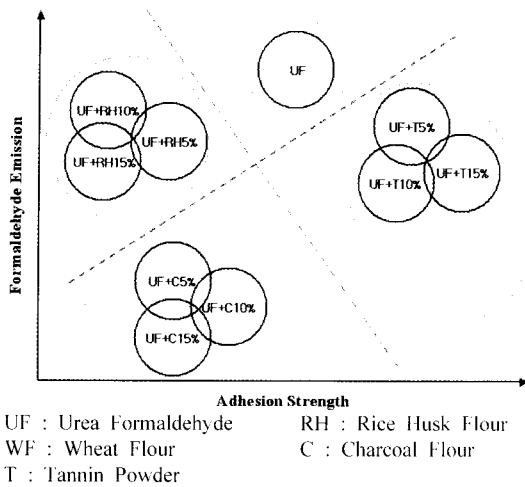 Formaldehyde Emission
UF
UF+RH10%
UF+T5%
UF+RH5%
UF+RH15%
UF+T15%
UF+T10%
UF+C5%
UF+C10%
UF+C15%
Adhesion Strength
UF : Urea Formaldehyde
RH : Rice Husk Flour
WF : Wheat Flour
C : Charcoal Flour
T : Tannin Powder